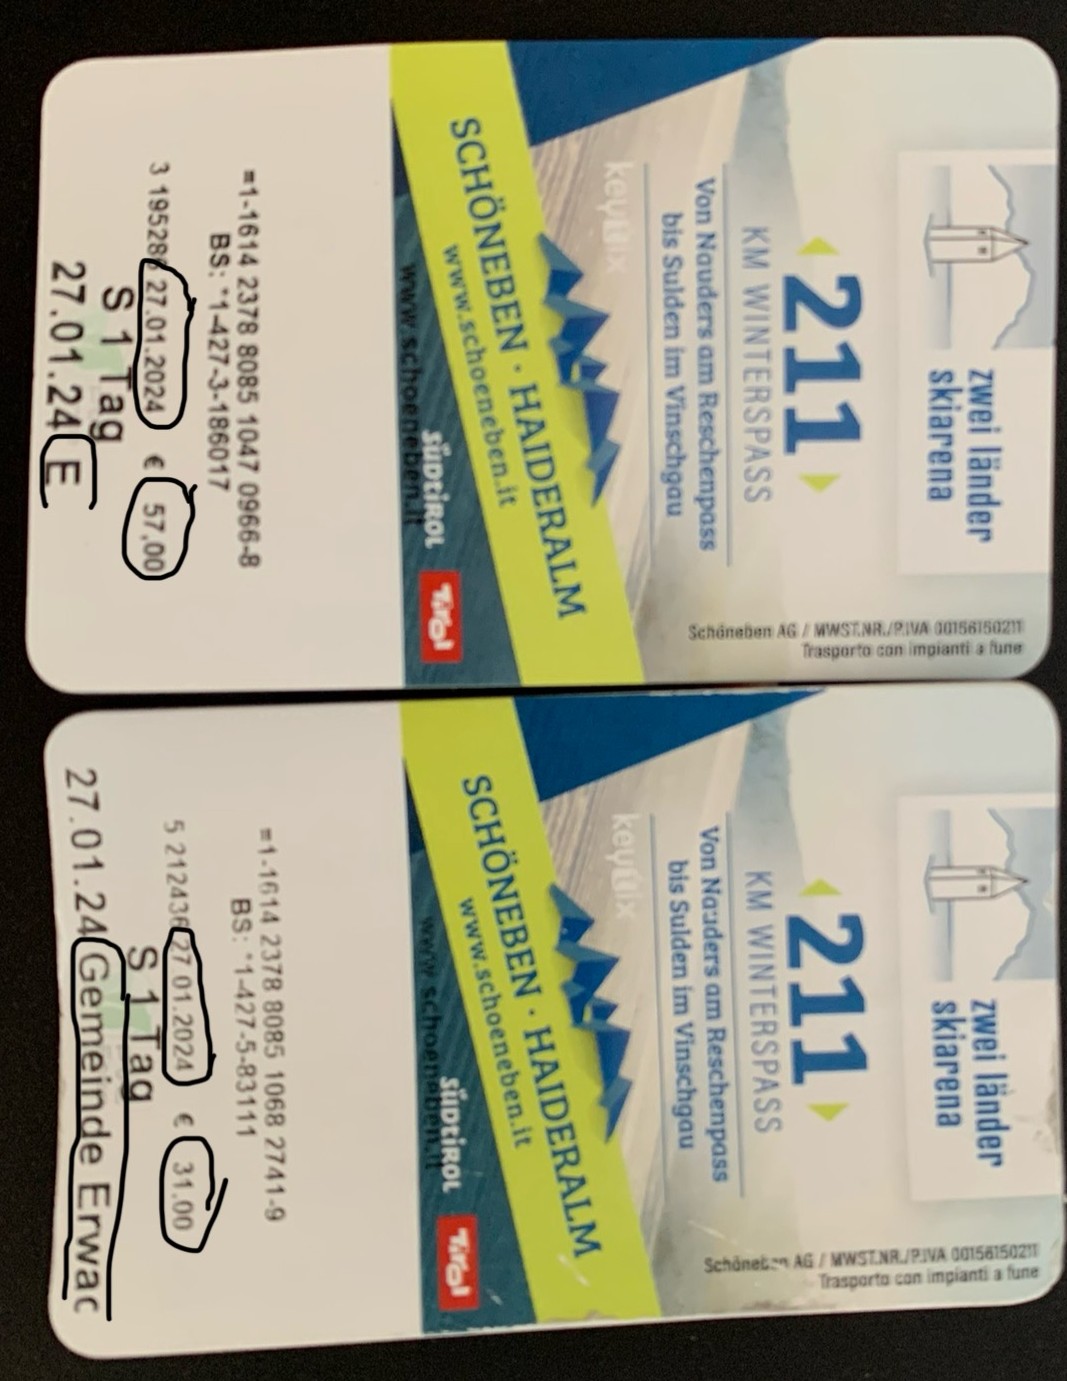 zwei länder
skiarena
211
KM WINTERSPASS
Von Nauders am Reschenpass
bis Sulden im Vinschgau
keytix
SCHÖNEBEN · HAIDERALM
www.schoeneben.it
www.schoeneben.it
SÜDTIROL
Tirol
Schöneben AG / MWST.NR./P.IVA 00156150211
Trasporto con impianti a fune
=1-1614 2378 8085 1047 0966-8
BS: *1-427-3-186017
3 195286 27.01.2024 € 57,00
S 1 Tag
27.01.24 E
zwei länder
skiarena
211
KM WINTERSPASS
Von Nauders am Reschenpass
bis Sulden im Vinschgau
keytix
SCHÖNEBEN · HAIDERALM
www.schoeneben.it
www.schoeneben.it
SÜDTIROL
Tirol
Schöneben AG / MWST.NR./P.IVA 00156150211
Trasporto con impianti a fune
=1-1614 2378 8085 1068 2741-9
BS: *1-427-5-83111
5 212436 27.01.2024 € 31.00
S 1 Tag
27.01.24 Gemeinde Erwac